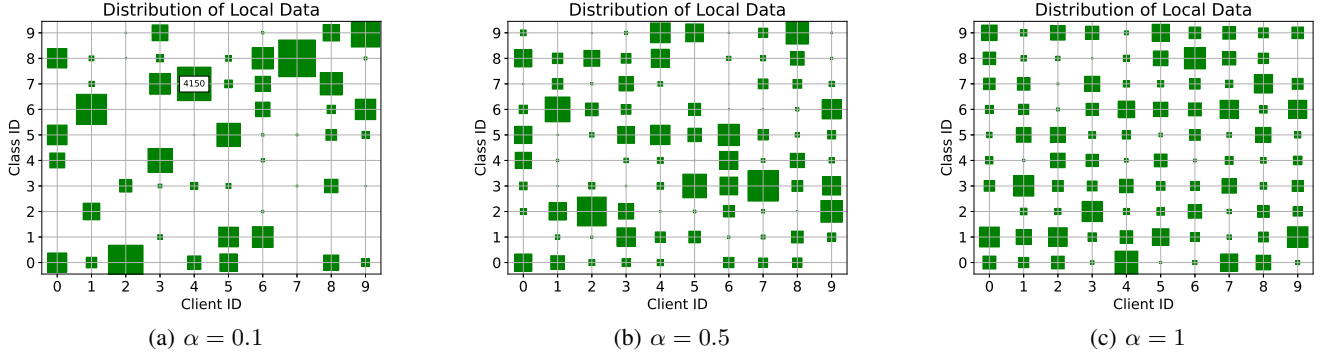 Distribution of Local Data
9
8
7
6
5
4
3
2
1
0
Class ID
4150
0 1 2 3 4 5 6 7 8 9
Client ID
(a) α = 0.1
Distribution of Local Data
9
8
7
6
5
4
3
2
1
0
Class ID
0 1 2 3 4 5 6 7 8 9
Client ID
(b) α = 0.5
Distribution of Local Data
9
8
7
6
5
4
3
2
1
0
Class ID
0 1 2 3 4 5 6 7 8 9
Client ID
(c) α = 1